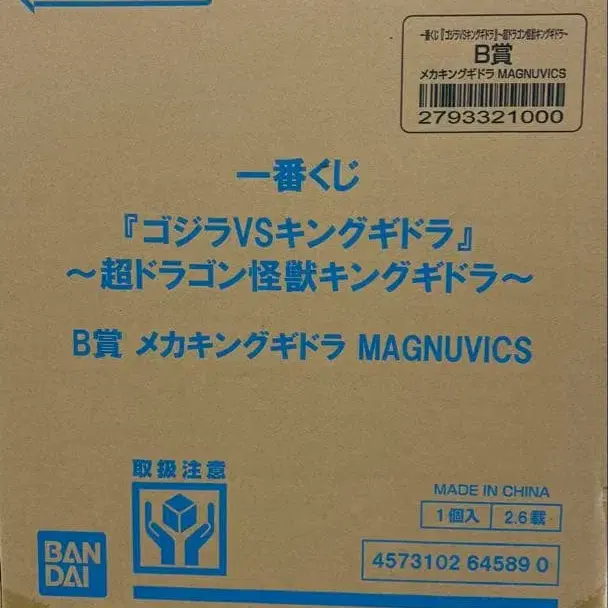 一番くじ『ゴジラVSキングギドラ』~超ドラゴン怪獣キングギドラ~
B賞
メカキングギドラ MAGNUVICS
2793321000
一番くじ
『ゴジラVSキングギドラ』
~超ドラゴン怪獣キングギドラ~
B賞 メカキングギドラ MAGNUVICS
取扱注意
MADE IN CHINA
1個入 2.6載
4573102 64589 0
BAN
DAI